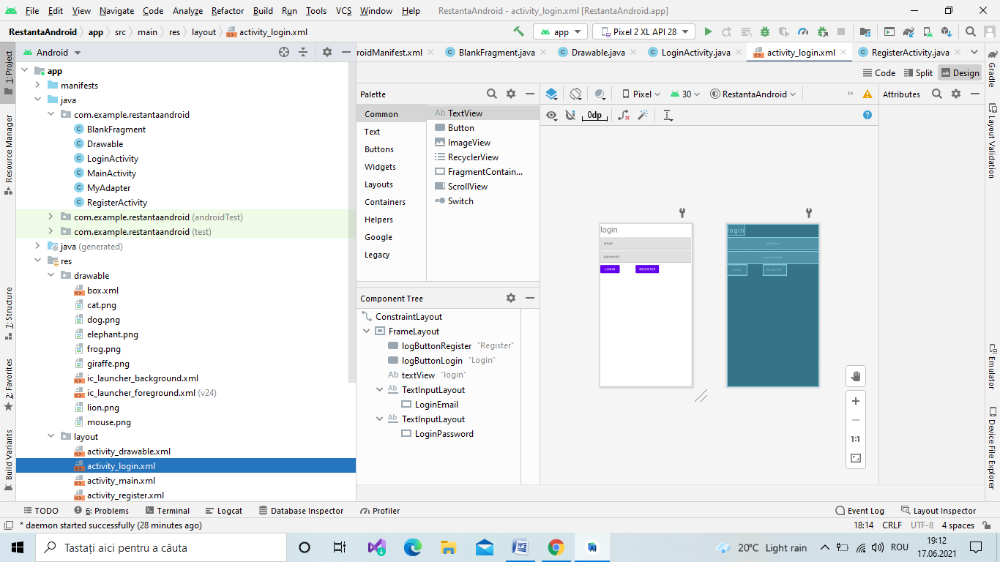 File Edit View Navigate Code Analyze Refactor Build Run Tools VCS Window Help RestantaAndroid - activity_login.xml [RestantaAndroid.app]
RestantaAndroid app src main res layout activity_login.xml app Pixel 2 XL API 28
Android
roidManifest.xml BlankFragment.java Drawable.java LoginActivity.java activity_login.xml RegisterActivity.java
Code Split Design
1: Project
Resource Manager
7: Structure
2: Favorites
Build Variants
app
manifests
java
com.example.restantaandroid
BlankFragment
Drawable
LoginActivity
MainActivity
MyAdapter
RegisterActivity
com.example.restantaandroid (androidTest)
com.example.restantaandroid (test)
java (generated)
res
drawable
box.xml
cat.png
dog.png
elephant.png
frog.png
giraffe.png
ic_launcher_background.xml
ic_launcher_foreground.xml (v24)
lion.png
mouse.png
layout
activity_drawable.xml
activity_login.xml
activity_main.xml
activity_register.xml
Palette
Common
Text
Buttons
Widgets
Layouts
Containers
Helpers
Google
Legacy
Ab TextView
Button
ImageView
RecyclerView
FragmentContain...
ScrollView
Switch
Component Tree
ConstraintLayout
FrameLayout
logButtonRegister "Register"
logButtonLogin "Login"
Ab textView "login"
Ab TextInputLayout
LoginEmail
Ab TextInputLayout
LoginPassword
Pixel 30 RestantaAndroid
0dp
login
email
password
LOGIN REGISTER
login
1:1
Attributes
Gradle
Layout Validation
Emulator
Device File Explorer
TODO 6: Problems Terminal Logcat Database Inspector Profiler Event Log Layout Inspector
* daemon started successfully (28 minutes ago) 18:14 CRLF UTF-8 4 spaces
Tastați aici pentru a căuta
20°C Light rain ROU
19:12
17.06.2021